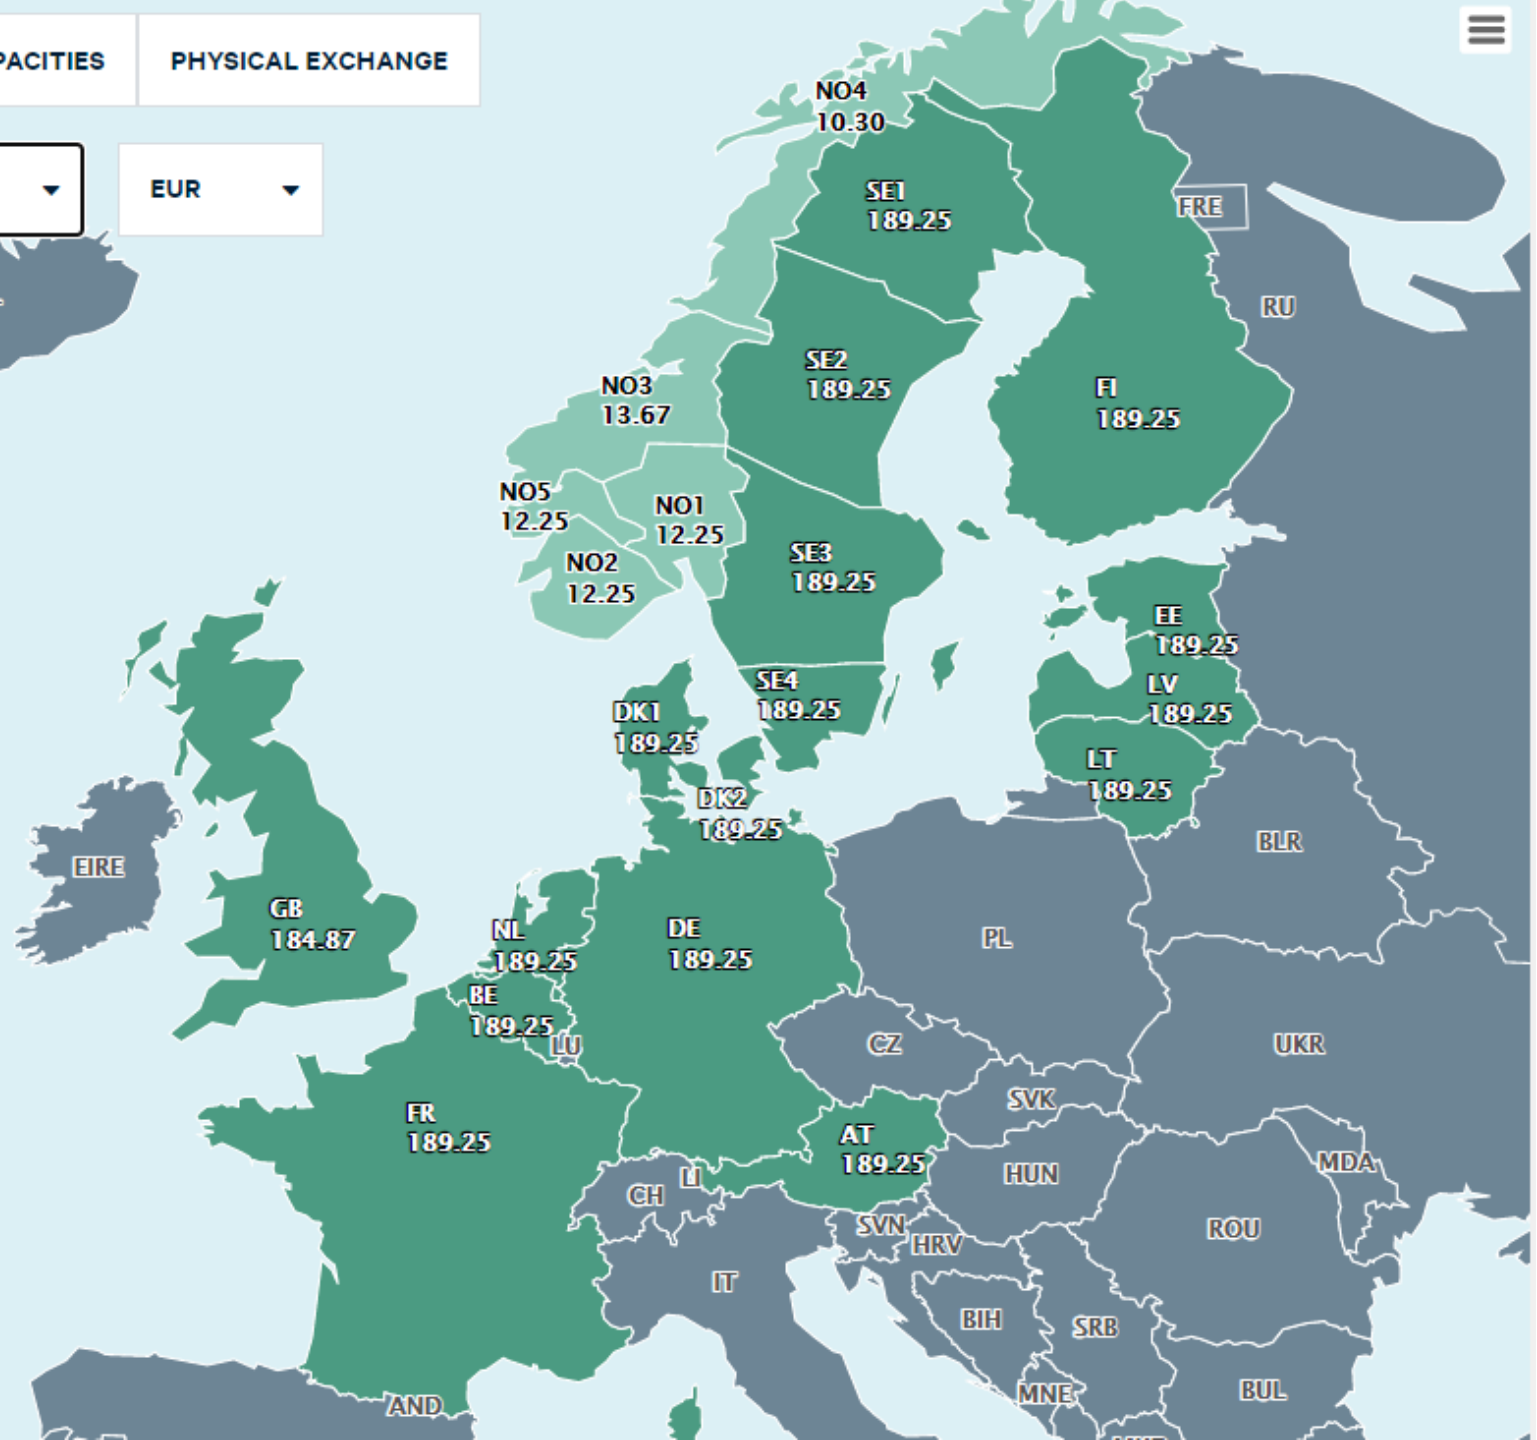 PACITIES
PHYSICAL EXCHANGE
EUR
NO4
10.30
SE1
189.25
FRE
RU
SE2
189.25
FI
189.25
NO3
13.67
NO5
12.25
NO1
12.25
NO2
12.25
SE3
189.25
EE
189.25
SE4
189.25
LV
189.25
DK1
189.25
LT
189.25
DK2
189.25
EIRE
BLR
GB
184.87
NL
189.25
DE
189.25
PL
BE
189.25
LU
CZ
UKR
SVK
FR
189.25
AT
189.25
HUN
MDA
LI
CH
SVN
HRV
ROU
IT
BIH
SRB
MNE
BUL
AND